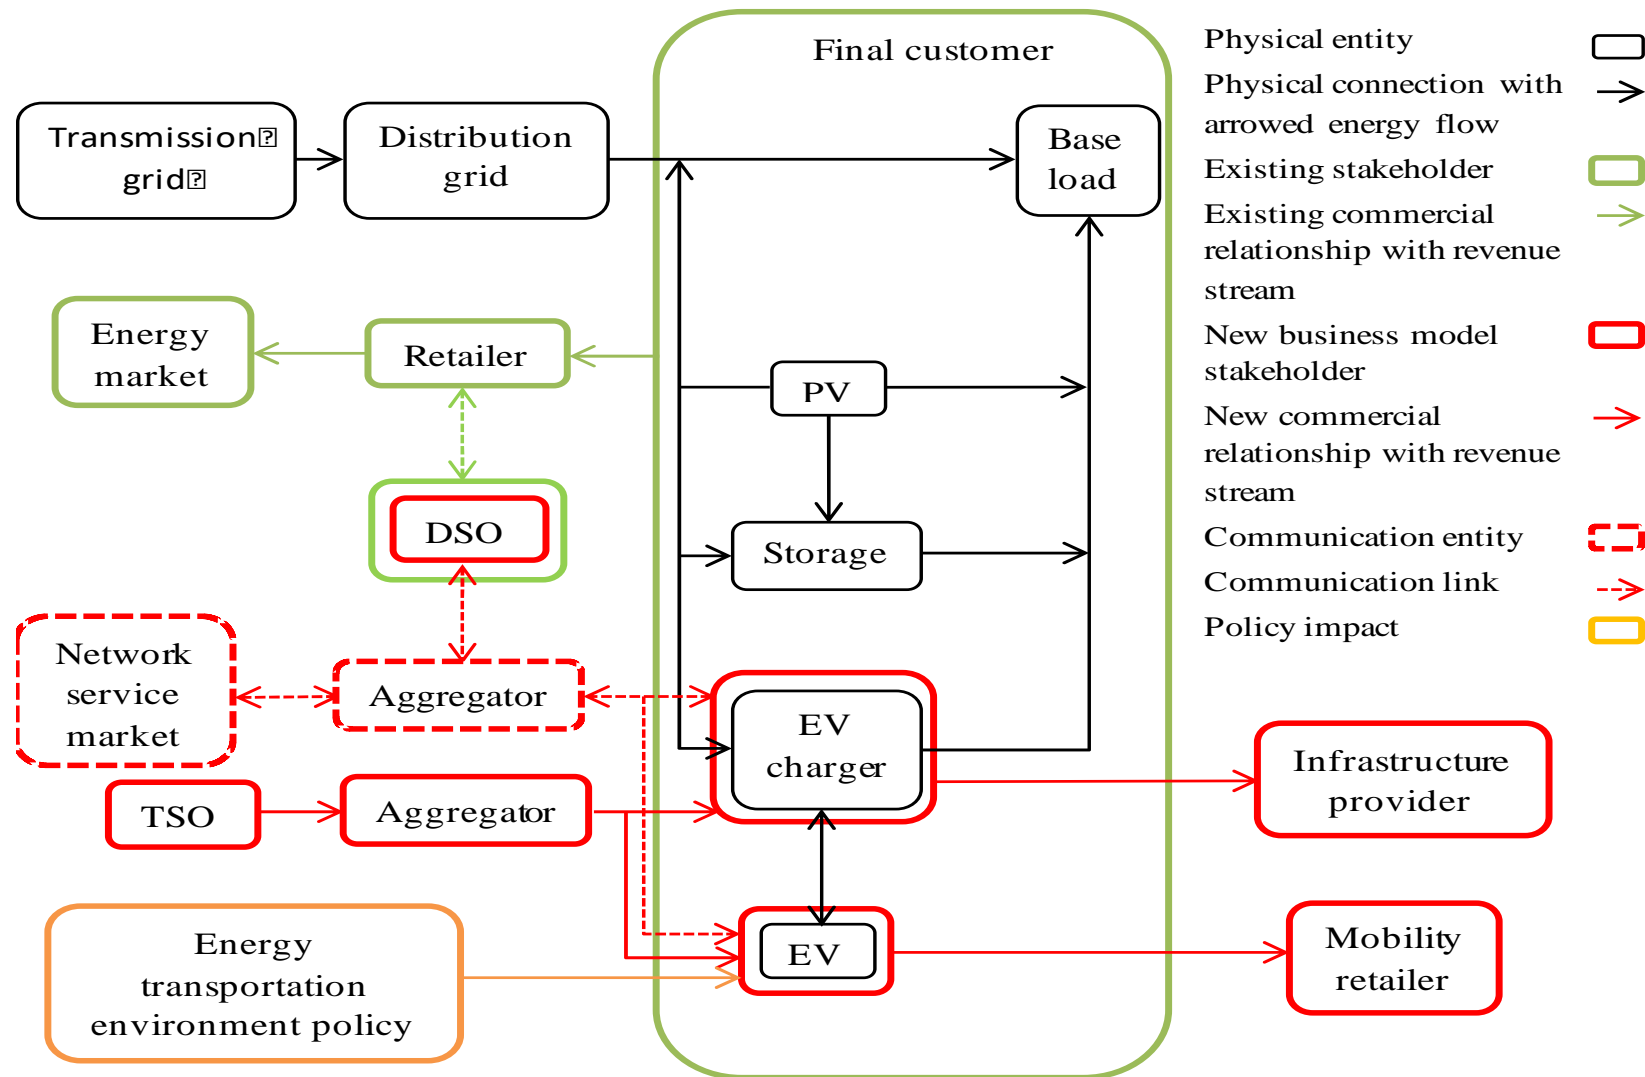 Final customer
Transmission
grid
Distribution
grid
Base
load
Energy
market
Retailer
PV
DSO
Storage
Network
service
market
Aggregator
EV
charger
TSO
Aggregator
Infrastructure
provider
Energy
transportation
environment policy
EV
Mobility
retailer
Physical entity
Physical connection with
arrowed energy flow
Existing stakeholder
Existing commercial
relationship with revenue
stream
New business model
stakeholder
New commercial
relationship with revenue
stream
Communication entity
Communication link
Policy impact